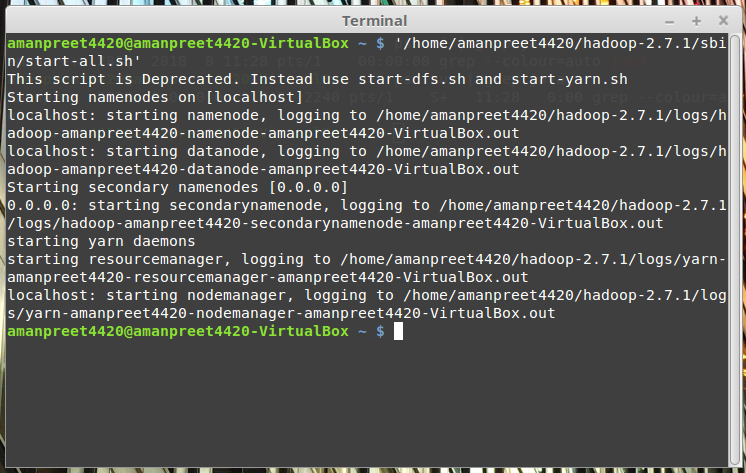 Terminal
amanpreet4420@amanpreet4420-VirtualBox ~ $ '/home/amanpreet4420/hadoop-2.7.1/sbi
n/start-all.sh'
This script is Deprecated. Instead use start-dfs.sh and start-yarn.sh
Starting namenodes on [localhost]
localhost: starting namenode, logging to /home/amanpreet4420/hadoop-2.7.1/logs/h
adoop-amanpreet4420-namenode-amanpreet4420-VirtualBox.out
localhost: starting datanode, logging to /home/amanpreet4420/hadoop-2.7.1/logs/h
adoop-amanpreet4420-datanode-amanpreet4420-VirtualBox.out
Starting secondary namenodes [0.0.0.0]
0.0.0.0: starting secondarynamenode, logging to /home/amanpreet4420/hadoop-2.7.1
/logs/hadoop-amanpreet4420-secondarynamenode-amanpreet4420-VirtualBox.out
starting yarn daemons
starting resourcemanager, logging to /home/amanpreet4420/hadoop-2.7.1/logs/yarn-
amanpreet4420-resourcemanager-amanpreet4420-VirtualBox.out
localhost: starting nodemanager, logging to /home/amanpreet4420/hadoop-2.7.1/log
s/yarn-amanpreet4420-nodemanager-amanpreet4420-VirtualBox.out
amanpreet4420@amanpreet4420-VirtualBox ~ $